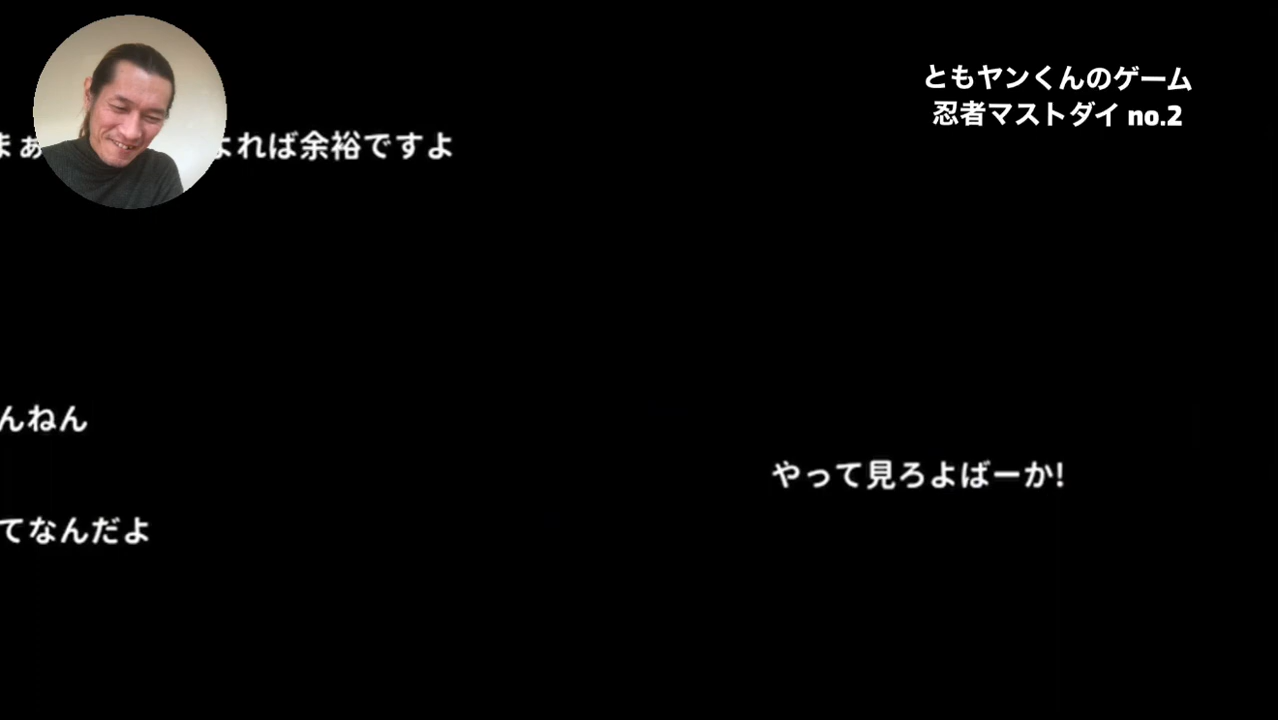 ともヤンくんのゲーム
忍者マストダイ no.2
まぁ よれば余裕ですよ
んねん
やって見ろよばーか!
てなんだよ